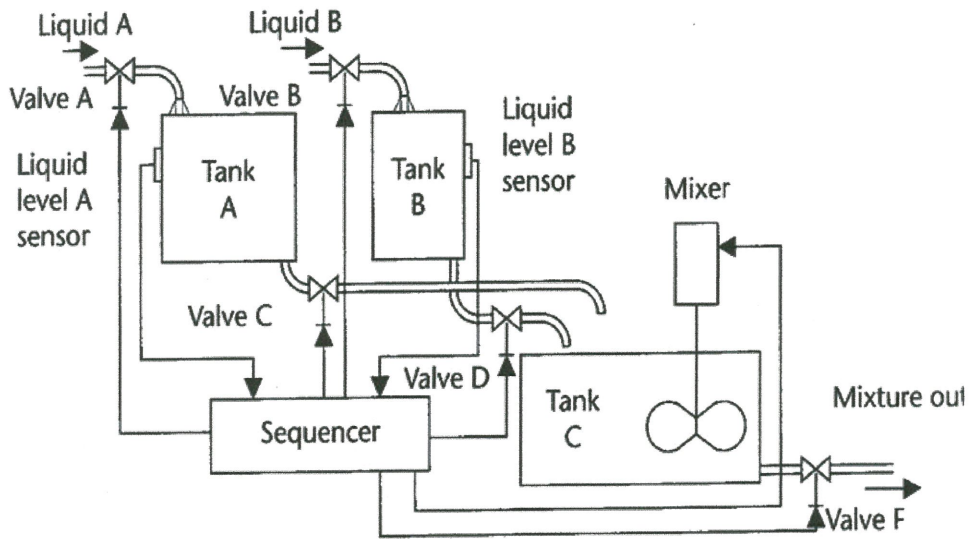 Liquid A
Liquid B
Valve A
Valve B
Liquid
level B
sensor
Liquid
level A
sensor
Tank
A
Tank
B
Mixer
Valve C
Valve D
Tank
C
Mixture out
Sequencer
Valve F